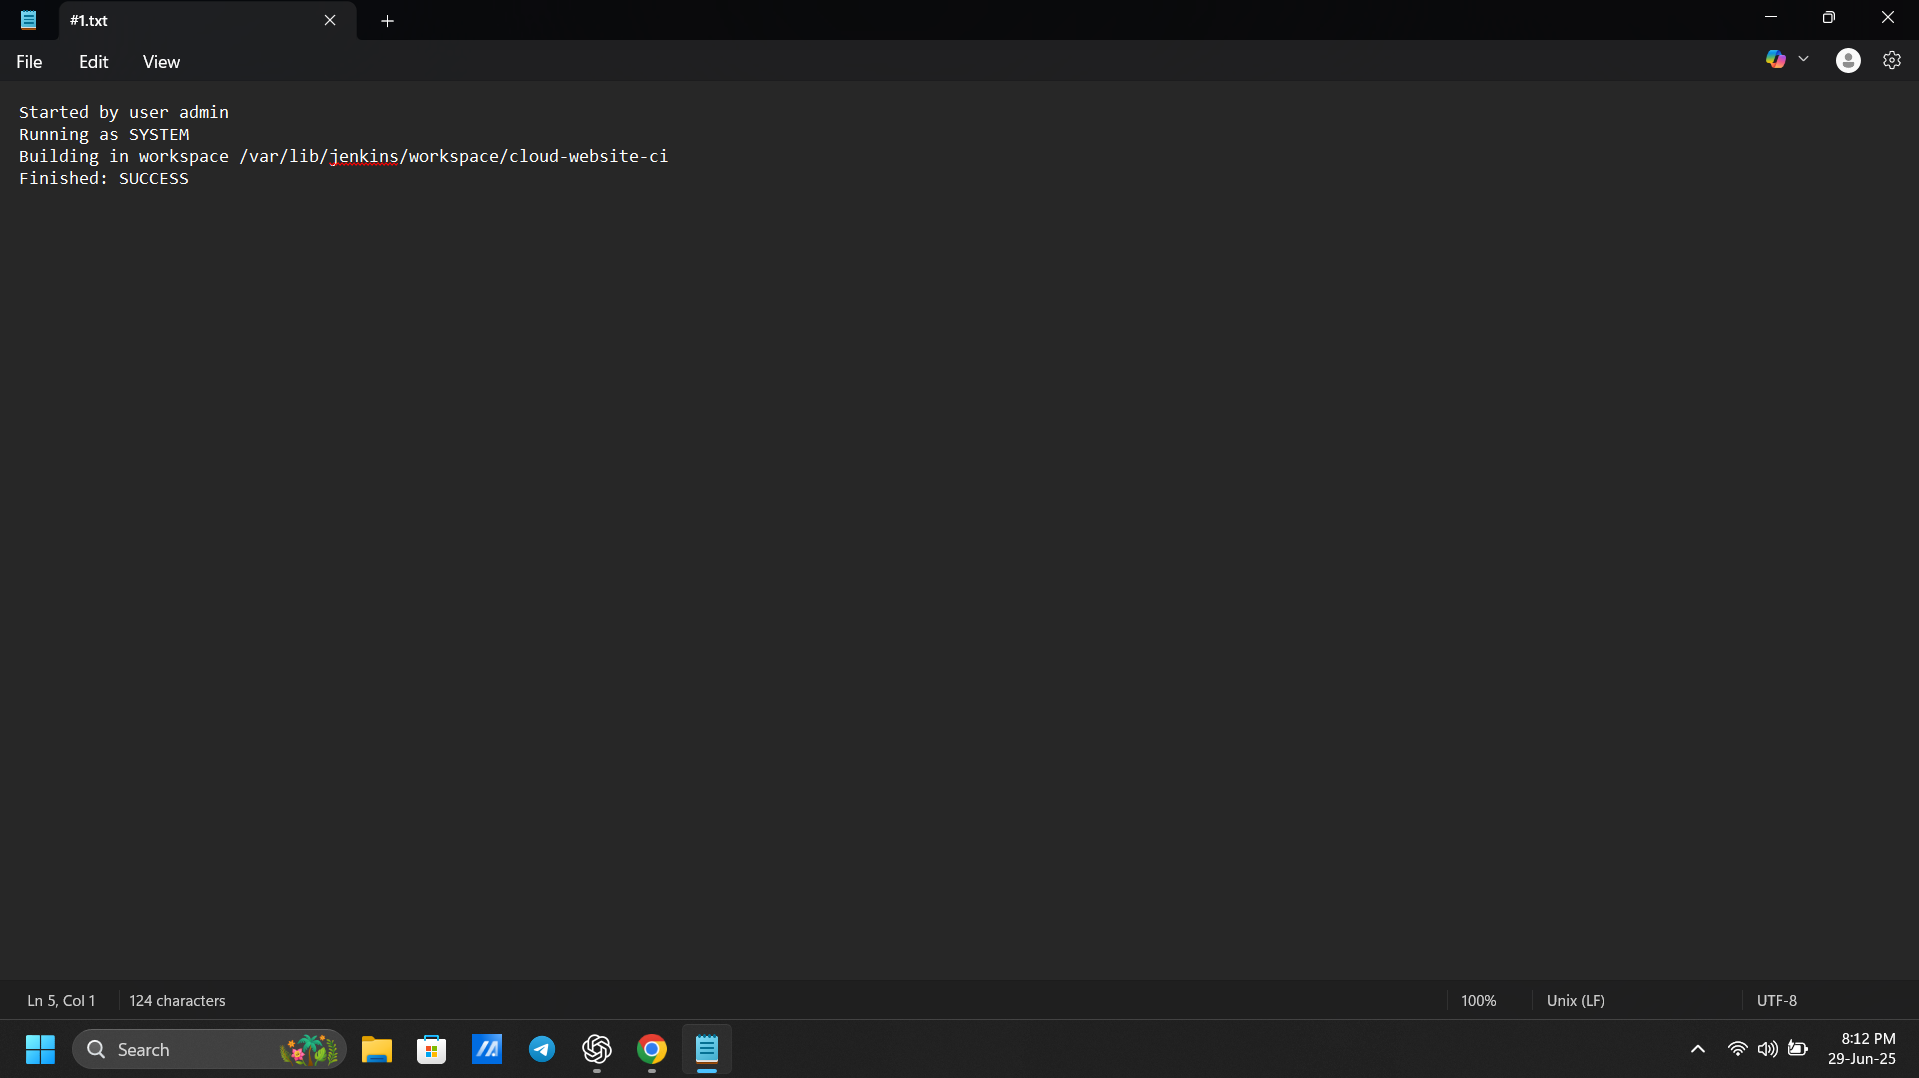 #1.txt
File Edit View
Started by user admin
Running as SYSTEM
Building in workspace /var/lib/jenkins/workspace/cloud-website-ci
Finished: SUCCESS
Ln 5, Col 1 124 characters 100% Unix (LF) UTF-8
Search
8:12 PM
29-Jun-25